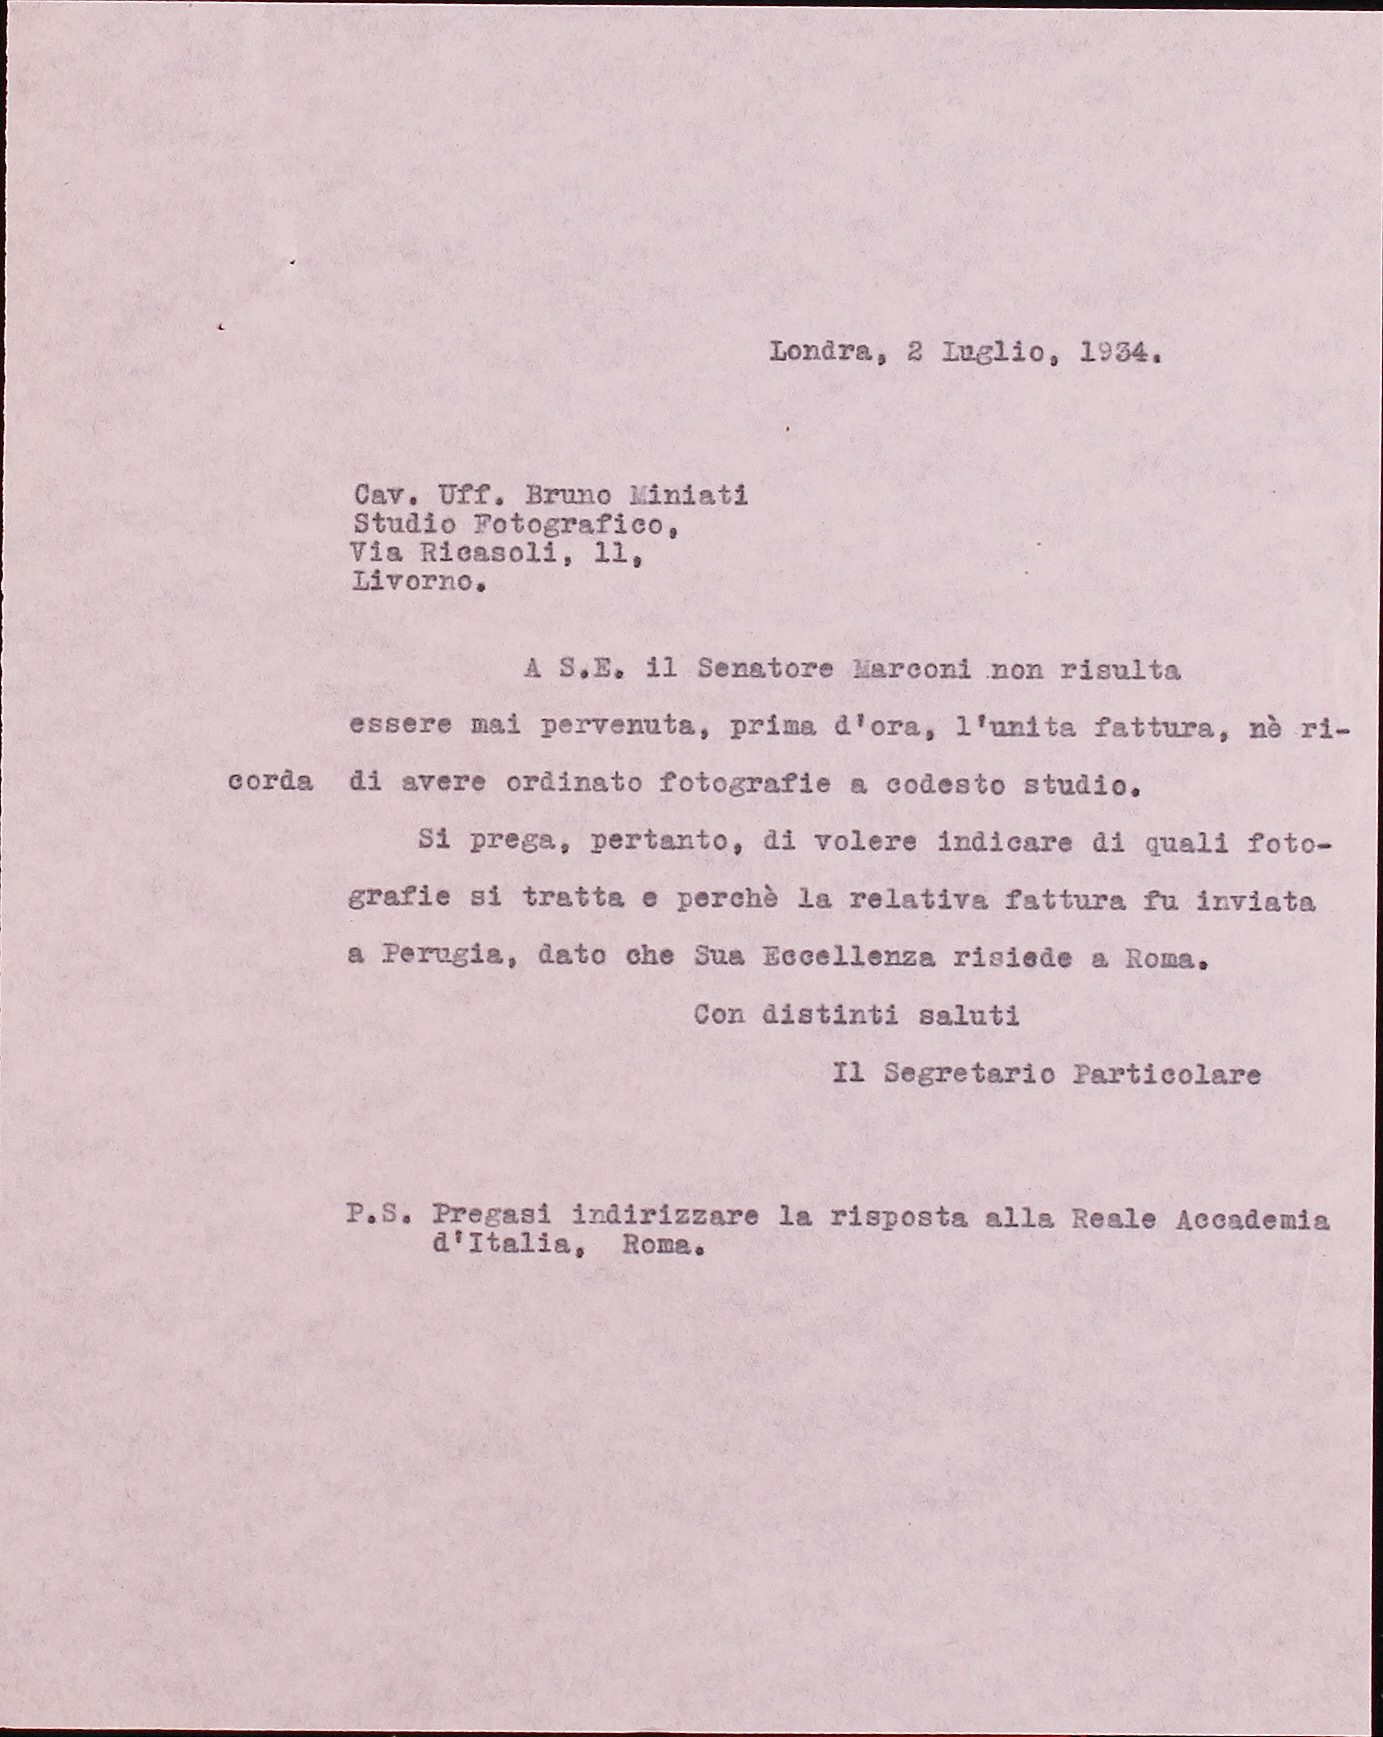 Londra, 2 Luglio, 1934.
Cav. Uff. Bruno Miniati
Studio Fotografico,
Via Ricasoli, 11,
Livorno.
A S.E. il Senatore Marconi non risulta
essere mai pervenuta, prima d'ora, l'unita fattura, nè ri-
corda di avere ordinato fotografie a codesto studio.
Si prega, pertanto, di volere indicare di quali foto-
grafie si tratta e perchè la relativa fattura fu inviata
a Perugia, dato che Sua Eccellenza risiede a Roma.
Con distinti saluti
Il Segretario Particolare
P.S. Pregasi indirizzare la risposta alla Reale Accademia
d'Italia, Roma.